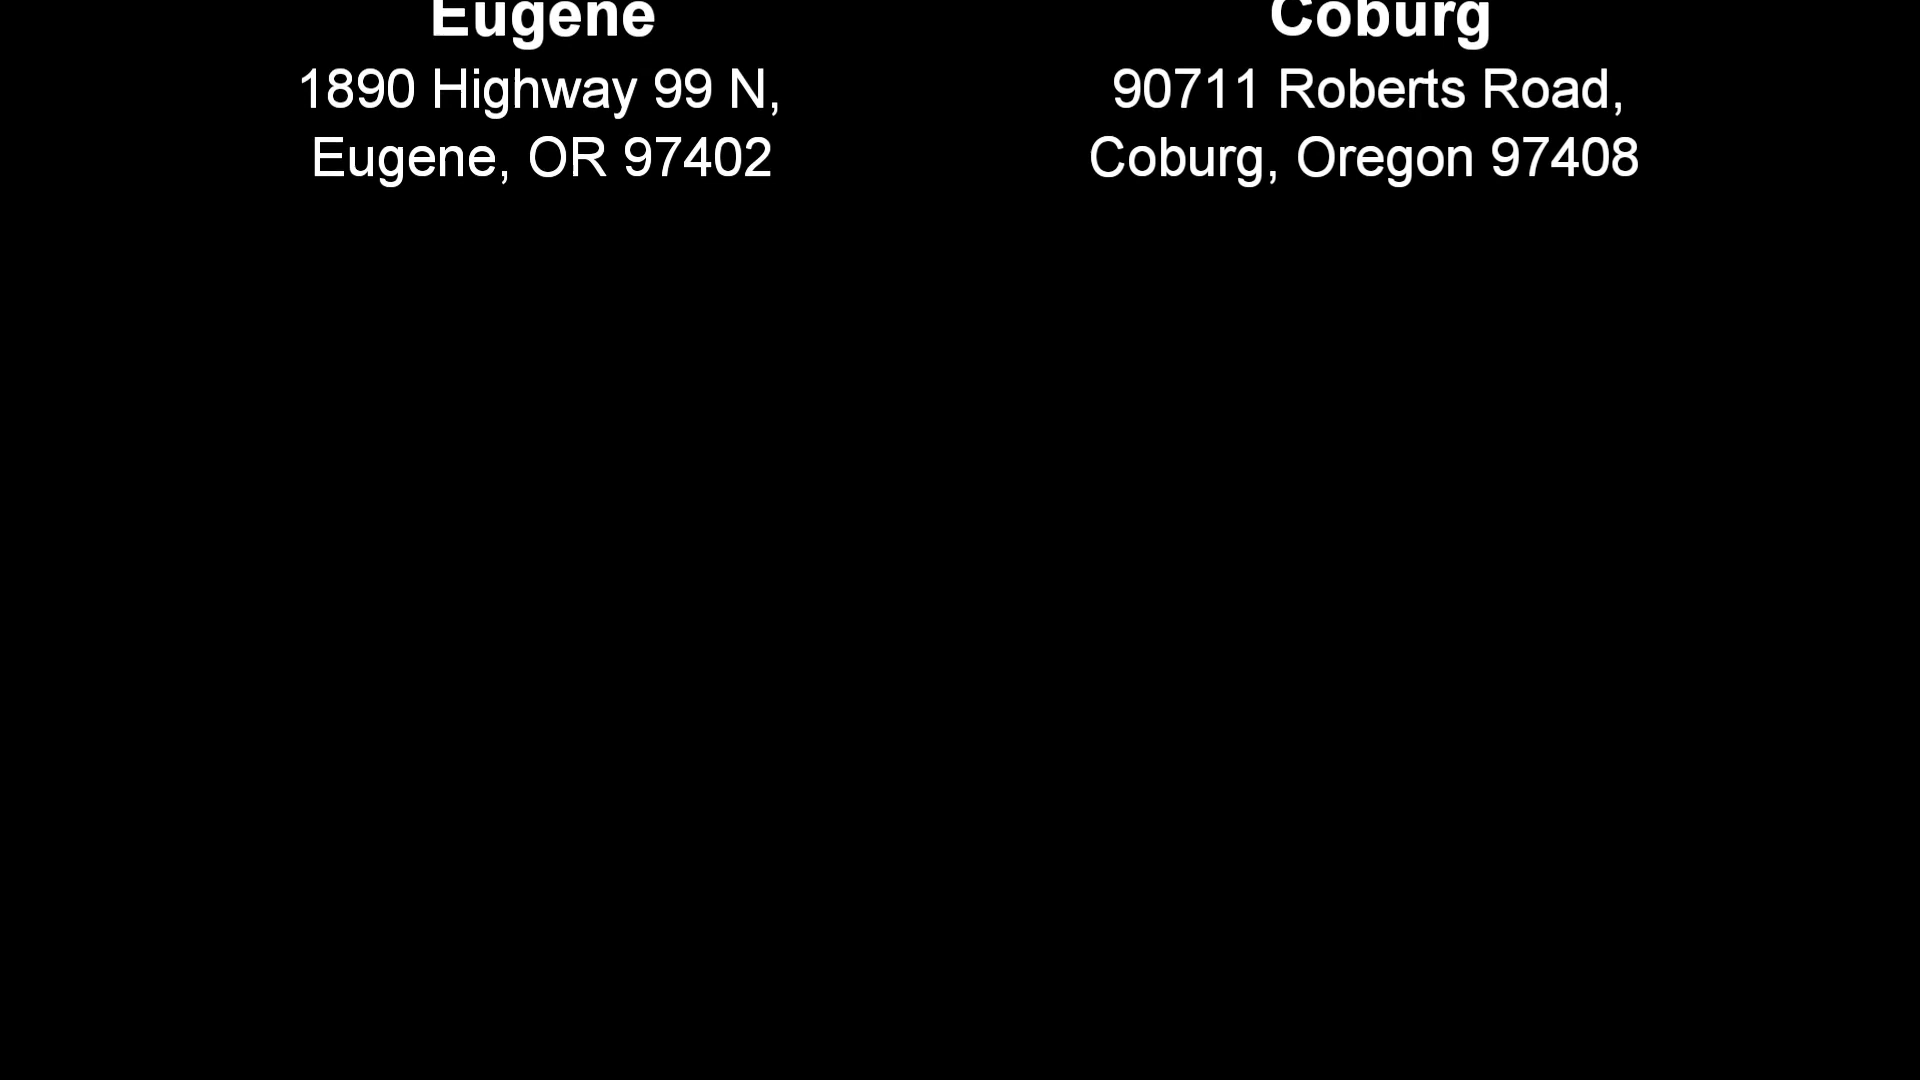 Eugene
1890 Highway 99 N,
Eugene, OR 97402
Coburg
90711 Roberts Road,
Coburg, Oregon 97408